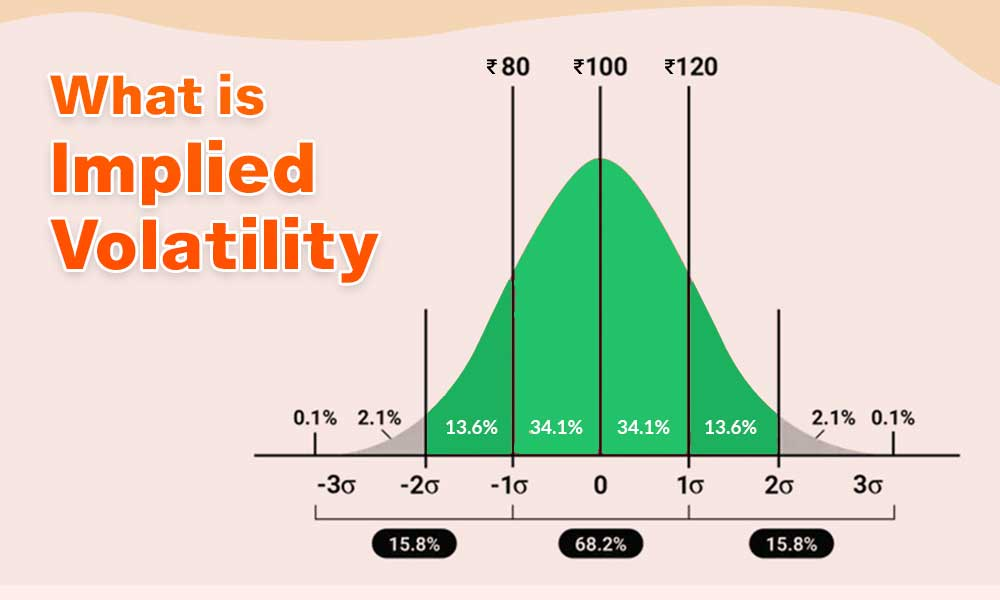 What is
Implied
Volatility
₹80 ₹100 ₹120
0.1% 2.1% 2.1% 0.1%
13.6% 34.1% 34.1% 13.6%
-3σ -2σ -1σ 0 1σ 2σ 3σ
15.8% 68.2% 15.8%